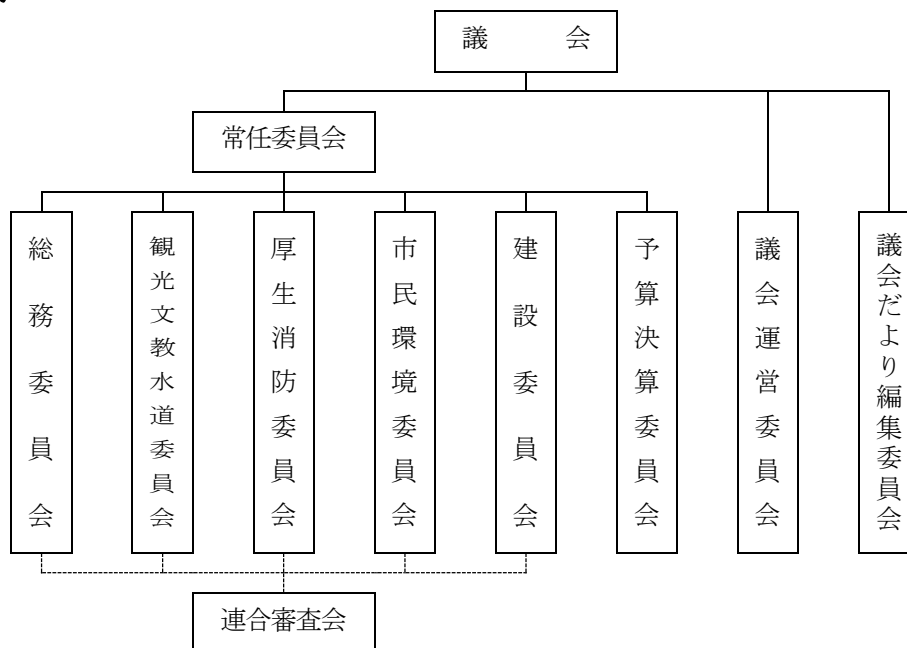 議会
常任委員会
総務委員会
観光文教水道委員会
厚生消防委員会
市民環境委員会
建設委員会
予算決算委員会
議会運営委員会
議会だより編集委員会
連合審査会